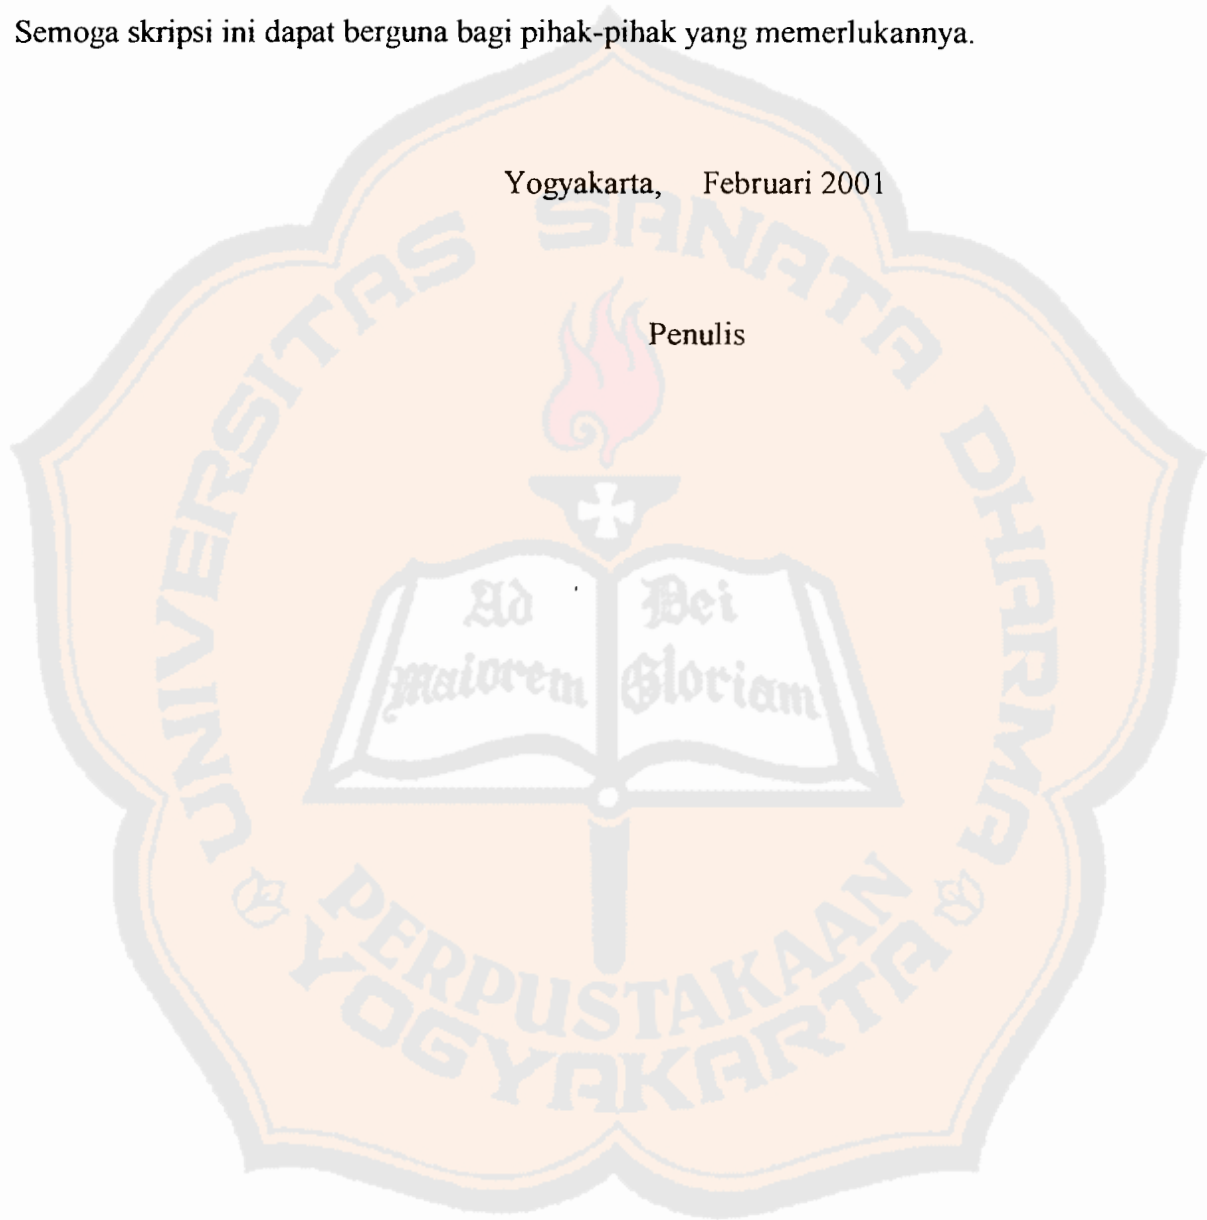 Semoga skripsi ini dapat berguna bagi pihak-pihak yang memerlukannya.
Yogyakarta, Februari 2001
Penulis
UNIVERSITAS SANATA DHARMA
Ad Dei
Maiorem Gloriam
PERPUSTAKAAN
YOGYAKARTA